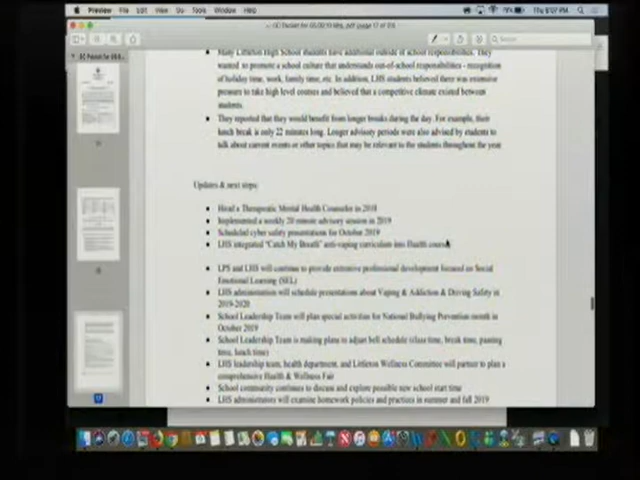 Preview File Edit View Go Tools Window Help
Thu 6:07 PM
Search
Many Littleton High School students have additional outside of school responsibilities. They
wanted to promote a school culture that understands out-of-school responsibilities - recognition
of holiday time, work, family time, etc. In addition, LHS students believed there was extensive
pressure to take high level courses and believed that a competitive climate existed between
students.
They reported that they would benefit from longer breaks during the day. For example, their
lunch break is only 22 minutes long. Longer advisory periods were also advised by students to
talk about current events or other topics that may be relevant to the students throughout the year
Updates & next steps:
Hired a Therapeutic Mental Health Counselor in 2018
Implemented a weekly 20 minute advisory session in 2019
Scheduled cyber safety presentations for October 2019
LHS integrated "Catch My Breath" anti-vaping curriculum into Health courses
LPS and LHS will continue to provide extensive professional development focused on Social
Emotional Learning (SEL)
LHS administration will schedule presentations about Vaping & Addiction & Driving Safety in
2019-2020
School Leadership Team will plan special activities for National Bullying Prevention month in
October 2019
School Leadership Team is making plans to adjust bell schedule (class time, break time, passing
time, lunch time)
LHS leadership team, health department, and Littleton Wellness Committee will partner to plan a
comprehensive Health & Wellness Fair
School community continues to discuss and explore possible new school start time
LHS administration will examine homework policies and practices in summer and fall 2019
17